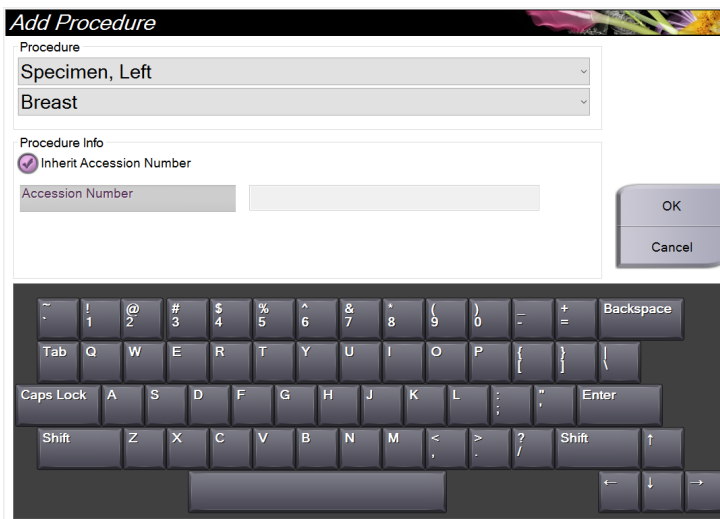 Add Procedure
Procedure
Specimen, Left
Breast
Procedure Info
Inherit Accession Number
Accession Number
OK
Cancel
~ ! @ # $ % ^ & * ( ) _ + Backspace
` 1 2 3 4 5 6 7 8 9 0 - =
Tab Q W E R T Y U I O P { } |
[ ] \
Caps Lock A S D F G H J K L : " Enter
; '
Shift Z X C V B N M < > ? Shift ↑
, . /
← ↓ →